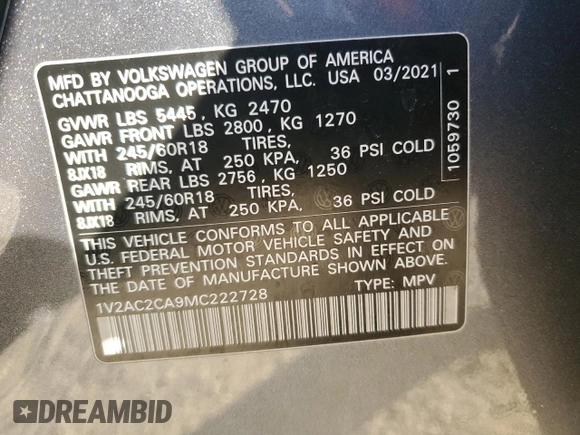 MFD BY VOLKSWAGEN GROUP OF AMERICA
CHATTANOOGA OPERATIONS, LLC. USA 03/2021
GVWR LBS 5445, KG 2470
GAWR FRONT LBS 2800, KG 1270
WITH 245/60R18 TIRES,
8JX18 RIMS, AT 250 KPA, 36 PSI COLD
GAWR REAR LBS 2756, KG 1250
WITH 245/60R18 TIRES,
8JX18 RIMS, AT 250 KPA, 36 PSI COLD
THIS VEHICLE CONFORMS TO ALL APPLICABLE
U.S. FEDERAL MOTOR VEHICLE SAFETY AND
BUMPER STANDARDS IN EFFECT ON
THE DATE OF MANUFACTURE SHOWN ABOVE.
1V2AC2CA9MC222728 TYPE: MPV
1059730 1
DREAMBID